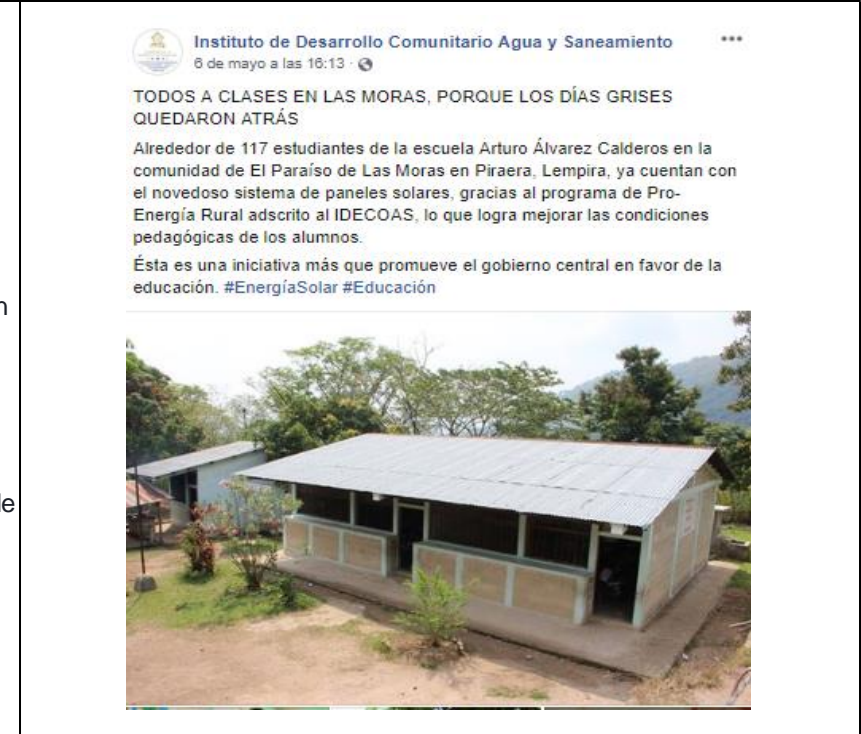 Instituto de Desarrollo Comunitario Agua y Saneamiento
6 de mayo a las 16:13 ·
TODOS A CLASES EN LAS MORAS, PORQUE LOS DÍAS GRISES
QUEDARON ATRÁS
Alrededor de 117 estudiantes de la escuela Arturo Álvarez Calderos en la
comunidad de El Paraíso de Las Moras en Piraera, Lempira, ya cuentan con
el novedoso sistema de paneles solares, gracias al programa de Pro-
Energía Rural adscrito al IDECOAS, lo que logra mejorar las condiciones
pedagógicas de los alumnos.
Ésta es una iniciativa más que promueve el gobierno central en favor de la
educación. #EnergíaSolar #Educación